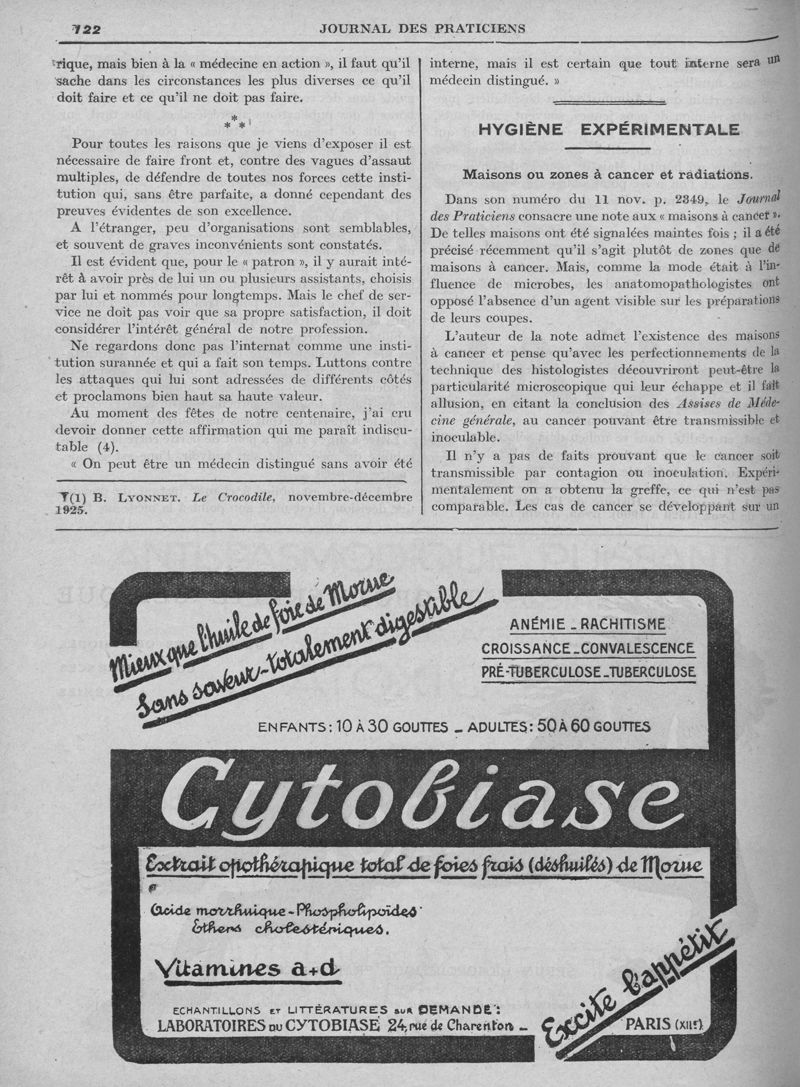 722
JOURNAL DES PRATICIENS
rique, mais bien à la « médecine en action », il faut qu'il
sache dans les circonstances les plus diverses ce qu'il
doit faire et ce qu'il ne doit pas faire.
***
Pour toutes les raisons que je viens d'exposer il est
nécessaire de faire front et, contre des vagues d'assaut
multiples, de défendre de toutes nos forces cette insti-
tution qui, sans être parfaite, a donné cependant des
preuves évidentes de son excellence.
A l'étranger, peu d'organisations sont semblables,
et souvent de graves inconvénients sont constatés.
Il est évident que, pour le « patron », il y aurait inté-
rêt à avoir près de lui un ou plusieurs assistants, choisis
par lui et nommés pour longtemps. Mais le chef de ser-
vice ne doit pas voir que sa propre satisfaction, il doit
considérer l'intérêt général de notre profession.
Ne regardons donc pas l'internat comme une insti-
tution surannée et qui a fait son temps. Luttons contre
les attaques qui lui sont adressées de différents côtés
et proclamons bien haut sa haute valeur.
Au moment des fêtes de notre centenaire, j'ai cru
devoir donner cette affirmation qui me paraît indiscu-
table (4).
« On peut être un médecin distingué sans avoir été
(1) B. LYONNET. Le Crocodile, novembre-décembre
1925.
interne, mais il est certain que tout interne sera un
médecin distingué. »
HYGIÈNE EXPÉRIMENTALE
Maisons ou zones à cancer et radiations.
Dans son numéro du 11 nov. p. 2349, le Journal
des Praticiens consacre une note aux « maisons à cancer ».
De telles maisons ont été signalées maintes fois ; il a été
précisé récemment qu'il s'agit plutôt de zones que de
maisons à cancer. Mais, comme la mode était à l'in-
fluence de microbes, les anatomopathologistes ont
opposé l'absence d'un agent visible sur les préparations
de leurs coupes.
L'auteur de la note admet l'existence des maisons
à cancer et pense qu'avec les perfectionnements de la
technique des histologistes découvriront peut-être la
particularité microscopique qui leur échappe et il fait
allusion, en citant la conclusion des Assises de Méde-
cine générale, au cancer pouvant être transmissible et
inoculable.
Il n'y a pas de faits prouvant que le cancer soit
transmissible par contagion ou inoculation. Expéri-
mentalement on a obtenu la greffe, ce qui n'est pas
comparable. Les cas de cancer se développant sur un
Mieux que l'huile de foie de Morue
Sans saveur - totalement digestible
ANÉMIE - RACHITISME
CROISSANCE - CONVALESCENCE
PRÉ-TUBERCULOSE - TUBERCULOSE
ENFANTS : 10 À 30 GOUTTES - ADULTES : 50 À 60 GOUTTES
Cytobiase
Extrait opothérapique total de foies frais (déshuilés) de Morue
Acide morrhuique - Phospholipoïdes
Ethers cholestériques.
Vitamines a+d
Excite l'appétit
ECHANTILLONS ET LITTÉRATURES SUR DEMANDE :
LABORATOIRES DU CYTOBIASE 24, rue de Charenton - PARIS (XIIe)